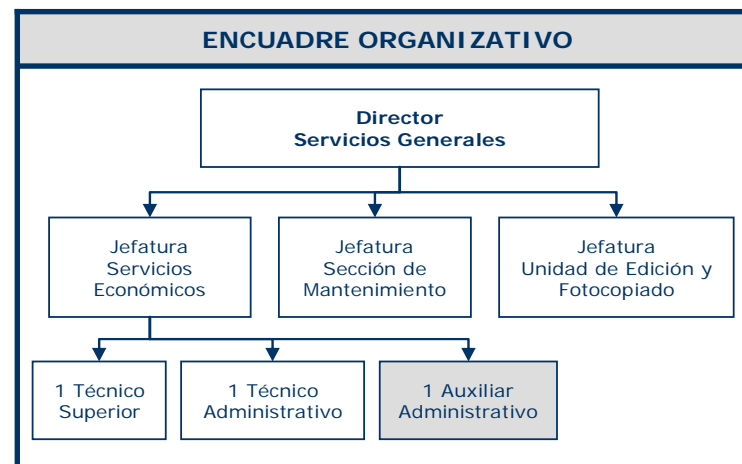 ENCUADRE ORGANIZATIVO
Director
Servicios Generales
Jefatura
Servicios
Económicos
Jefatura
Sección de
Mantenimiento
Jefatura
Unidad de Edición y
Fotocopiado
1 Técnico
Superior
1 Técnico
Administrativo
1 Auxiliar
Administrativo